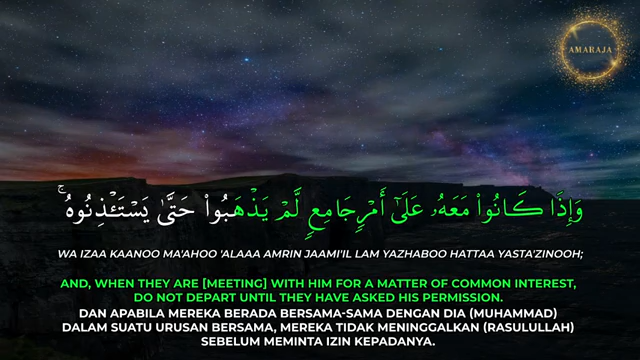 AMARAJA
وَإِذَا كَانُوا۟ مَعَهُۥ عَلَىٰٓ أَمْرٍ جَامِعٍ لَّمْ يَذْهَبُوا۟ حَتَّىٰ يَسْتَـْٔذِنُوهُ ۚ
WA IZAA KAANOO MA'AHOO 'ALAAA AMRIN JAAMI'IL LAM YAZHABOO HATTAA YASTA'ZINOOH;
AND, WHEN THEY ARE [MEETING] WITH HIM FOR A MATTER OF COMMON INTEREST,
DO NOT DEPART UNTIL THEY HAVE ASKED HIS PERMISSION.
DAN APABILA MEREKA BERADA BERSAMA-SAMA DENGAN DIA (MUHAMMAD)
DALAM SUATU URUSAN BERSAMA, MEREKA TIDAK MENINGGALKAN (RASULULLAH)
SEBELUM MEMINTA IZIN KEPADANYA.